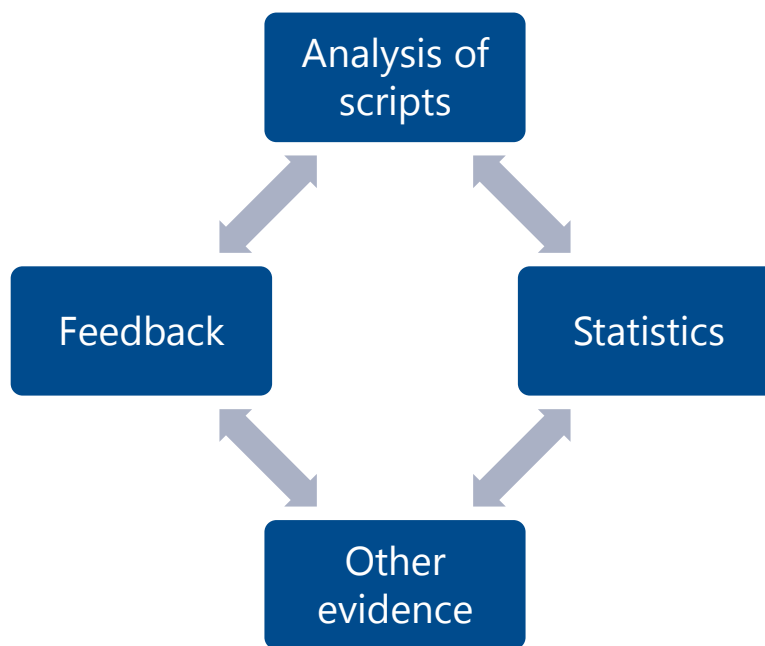 Analysis of
scripts
Feedback
Statistics
Other
evidence